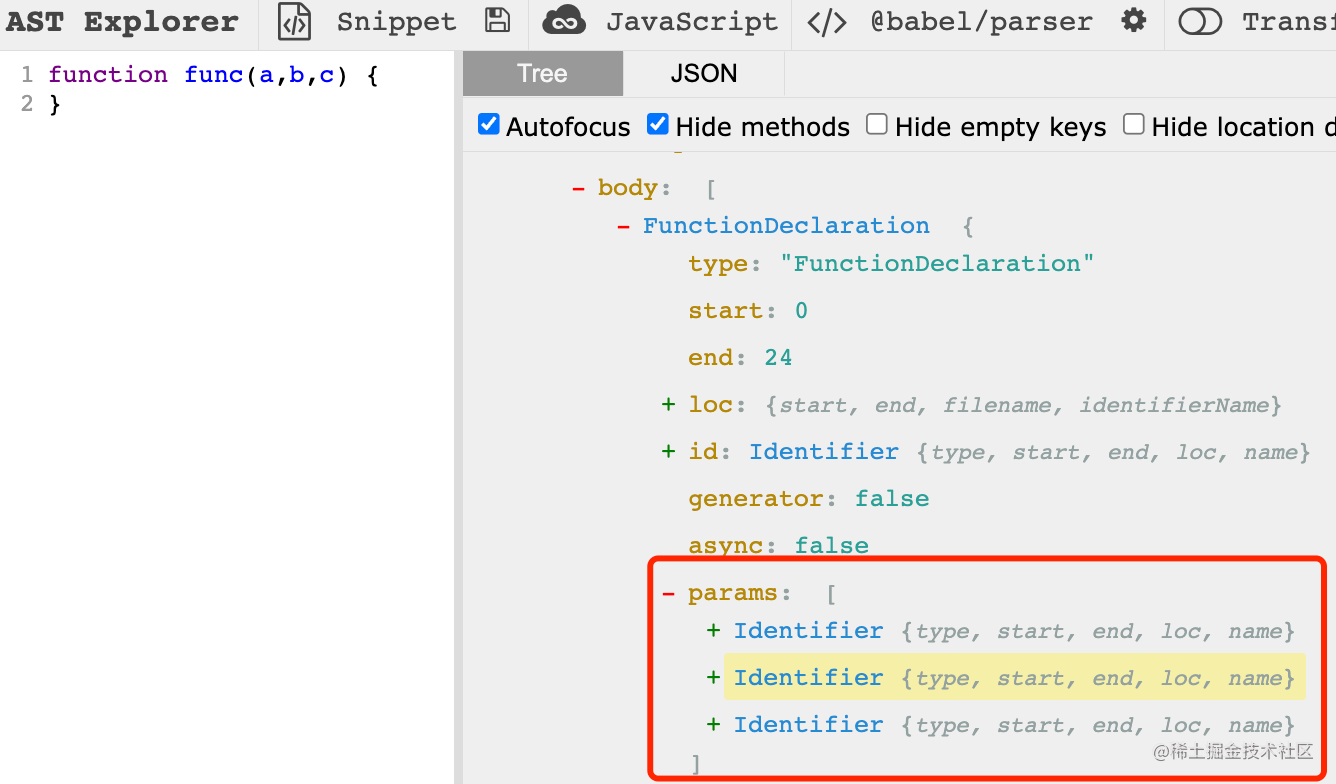 AST Explorer Snippet JavaScript </> @babel/parser
1 function func(a,b,c) {
2 }
Tree JSON
Autofocus Hide methods Hide empty keys Hide location
- body: [
- FunctionDeclaration {
type: "FunctionDeclaration"
start: 0
end: 24
+ loc: {start, end, filename, identifierName}
+ id: Identifier {type, start, end, loc, name}
generator: false
async: false
- params: [
+ Identifier {type, start, end, loc, name}
+ Identifier {type, start, end, loc, name}
+ Identifier {type, start, end, loc, name}
]
@稀土掘金技术社区